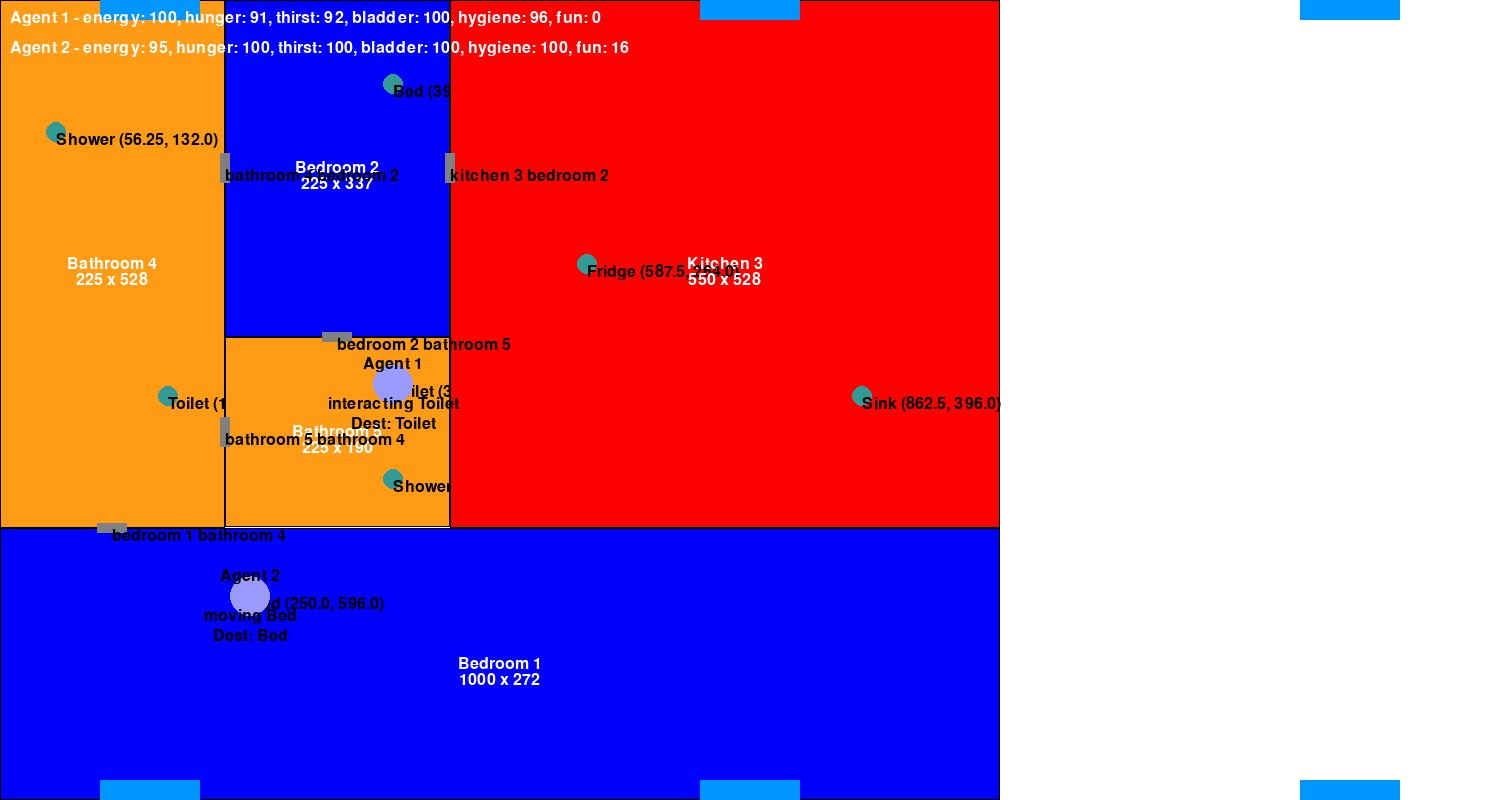 Agent 1 - energy: 100, hunger: 91, thirst: 92, bladder: 100, hygiene: 96, fun: 0
Agent 2 - energy: 95, hunger: 100, thirst: 100, bladder: 100, hygiene: 100, fun: 16
Bed (39
Shower (56.25, 132.0)
Bedroom 2
bathroom bedroom 2
kitchen 3 bedroom 2
225 x 337
Bathroom 4
225 x 528
Kitchen 3
Fridge (587.5,
550 x 528
bedroom 2 bathroom 5
Agent 1
ilet (3
Toilet (1
interacting Toilet
Sink (862.5, 396.0)
Dest: Toilet
Bathroom 5
bathroom 5 bathroom 4
225 x 190
Shower
bedroom 1 bathroom 4
Agent 2
d (250.0, 596.0)
moving Bed
Dest: Bed
Bedroom 1
1000 x 272